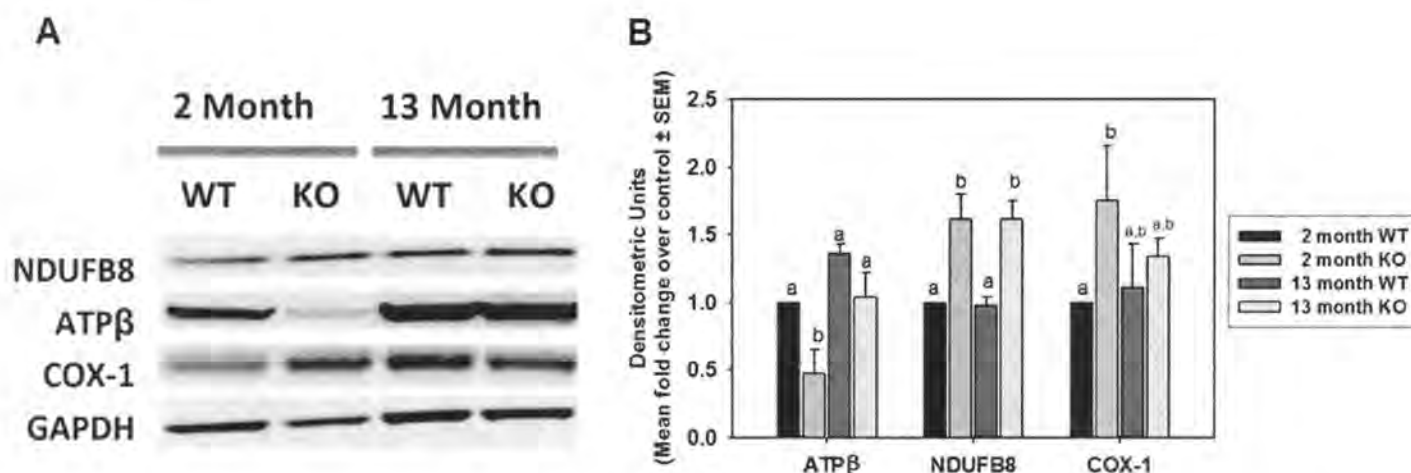 A
2 Month 13 Month
WT KO WT KO
NDUFB8
ATPβ
COX-1
GAPDH
B
Densitometric Units
(Mean fold change over control ± SEM)
2.5
2.0
1.5
1.0
0.5
0.0
a b a a
a b a b
a b a,b a,b
ATPβ NDUFB8 COX-1
2 month WT
2 month KO
13 month WT
13 month KO